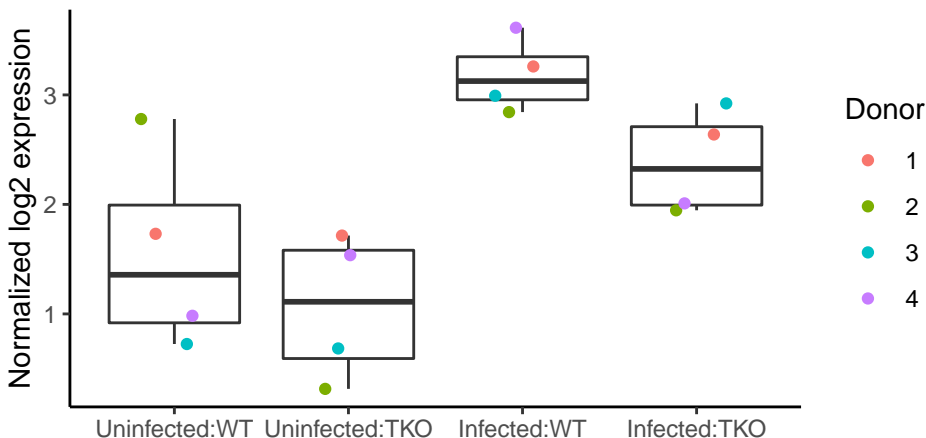 Normalized log2 expression
3
2
1
Uninfected:WT Uninfected:TKO Infected:WT Infected:TKO
Donor
1
2
3
4